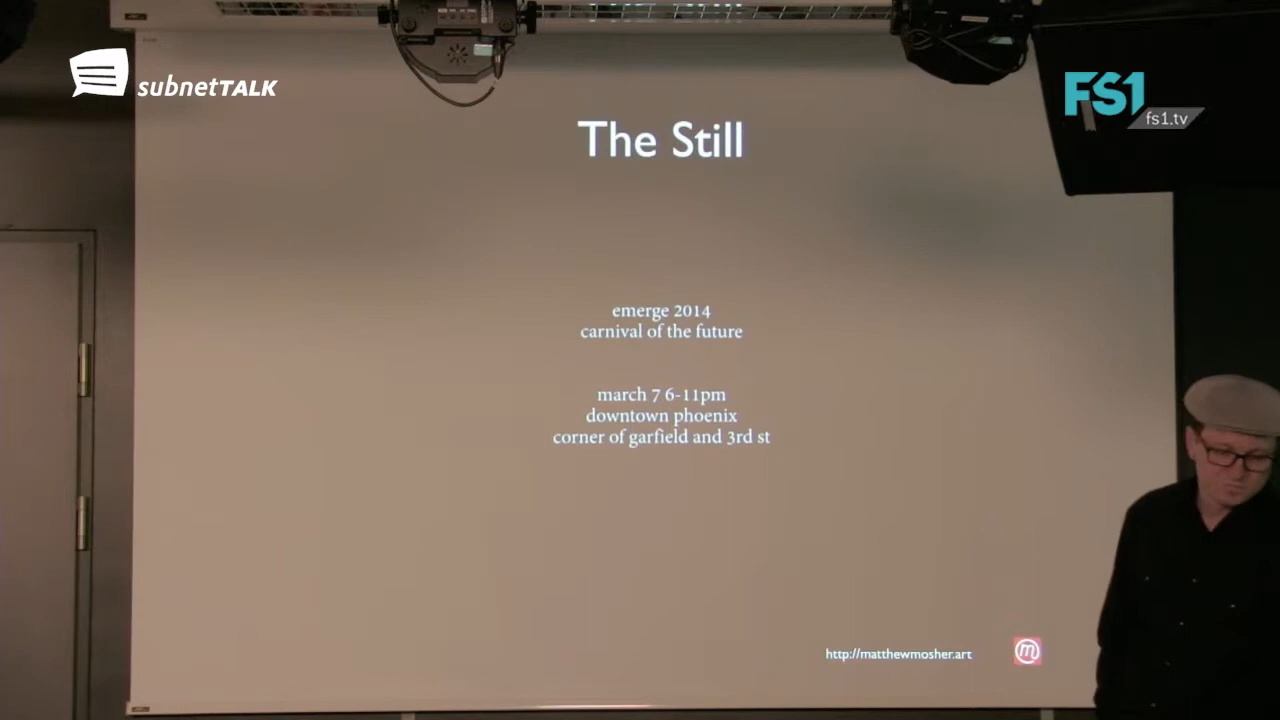 subnetTALK
FS1
fs1.tv
The Still
emerge 2014
carnival of the future
march 7 6-11pm
downtown phoenix
corner of garfield and 3rd st
http://matthewmosher.art
m